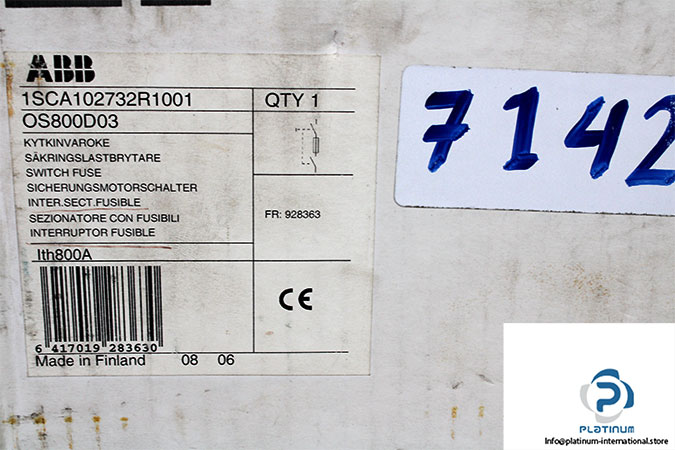 ABB
1SCA102732R1001
QTY 1
OS800D03
KYTKINVAROKE
SÄKRINGSLASTBRYTARE
SWITCH FUSE
SICHERUNGSMOTORSCHALTER
INTER.SECT.FUSIBLE
SEZIONATORE CON FUSIBILI
INTERRUPTOR FUSIBLE
FR: 928363
Ith800A
CE
6 417019 283630
Made in Finland 08 06
7142
PLATINUM
Info@platinum-international.store